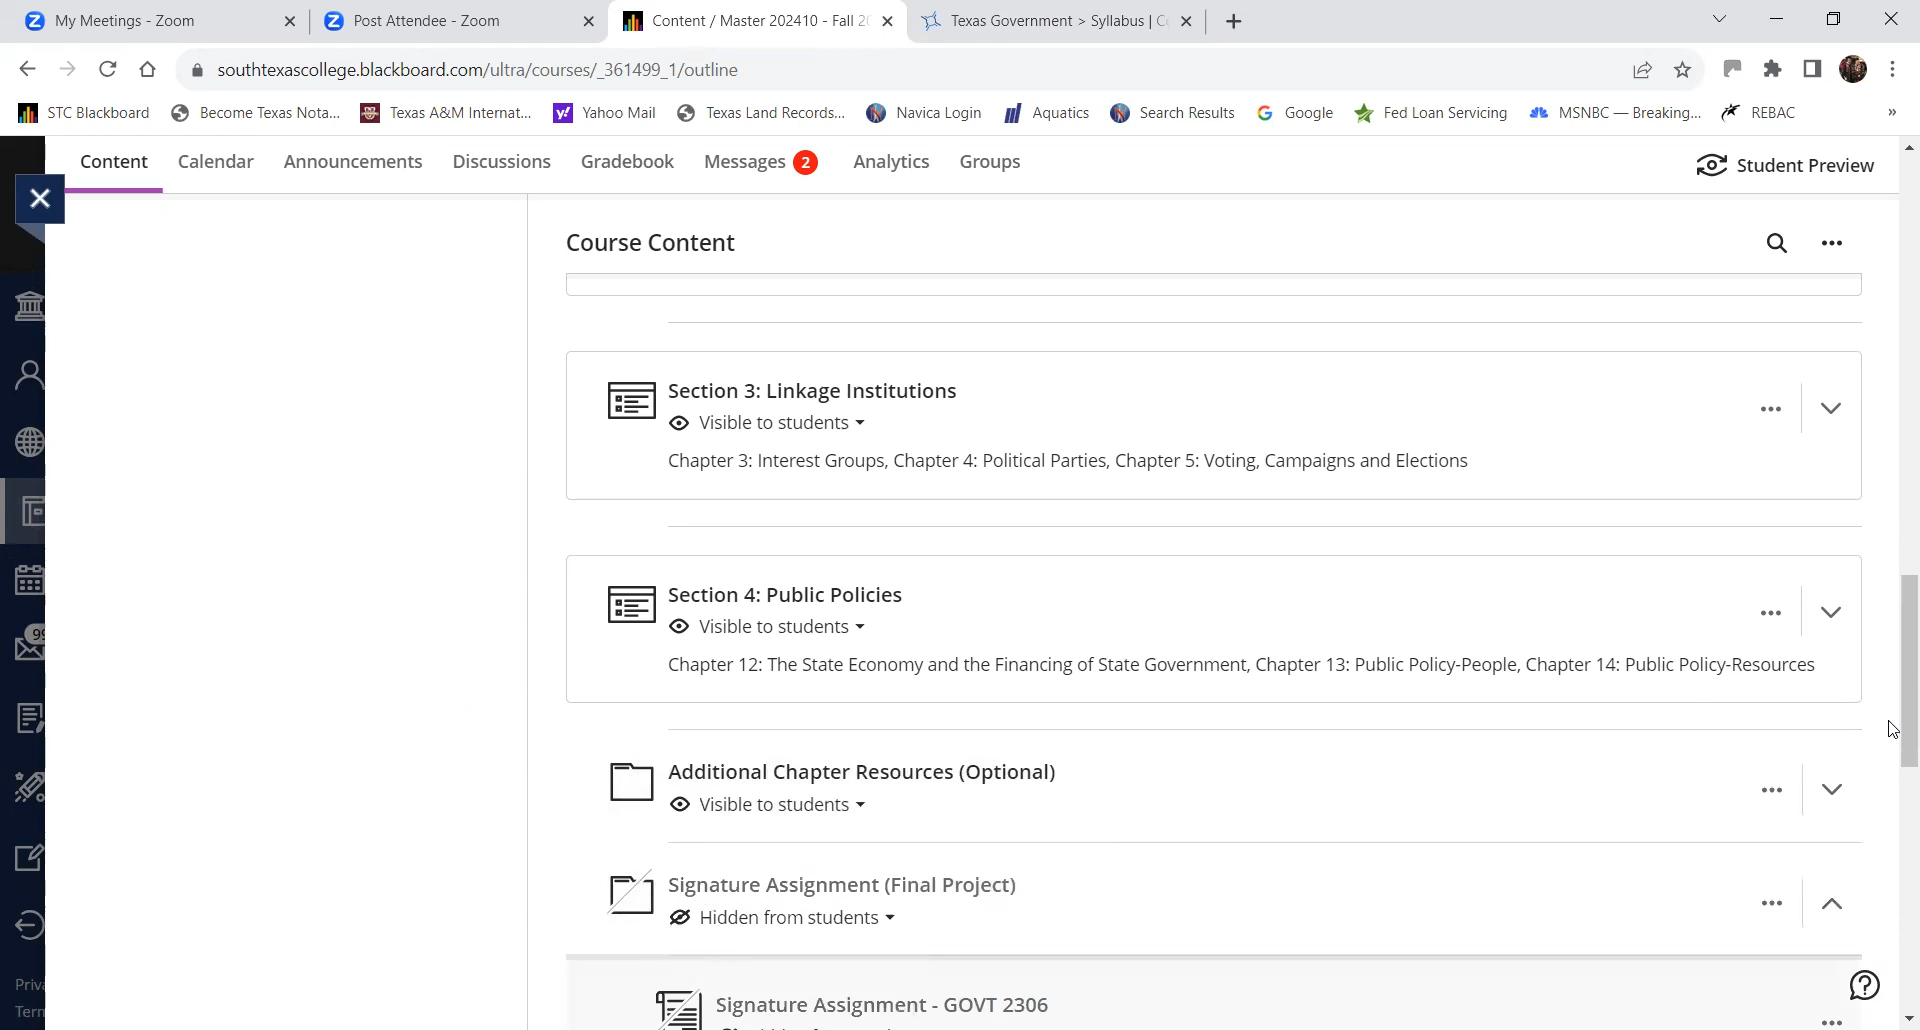 My Meetings - Zoom
Post Attendee - Zoom
Content / Master 202410 - Fall 20
Texas Government > Syllabus | C
southtexascollege.blackboard.com/ultra/courses/_361499_1/outline
STC Blackboard
Become Texas Nota...
Texas A&M Internat...
Yahoo Mail
Texas Land Records...
Navica Login
Aquatics
Search Results
Google
Fed Loan Servicing
MSNBC — Breaking...
REBAC
»
Content
Calendar
Announcements
Discussions
Gradebook
Messages 2
Analytics
Groups
Student Preview
Course Content
Section 3: Linkage Institutions
Visible to students
Chapter 3: Interest Groups, Chapter 4: Political Parties, Chapter 5: Voting, Campaigns and Elections
Section 4: Public Policies
Visible to students
99
Chapter 12: The State Economy and the Financing of State Government, Chapter 13: Public Policy-People, Chapter 14: Public Policy-Resources
Additional Chapter Resources (Optional)
Visible to students
Signature Assignment (Final Project)
Hidden from students
Priva
Term
Signature Assignment - GOVT 2306